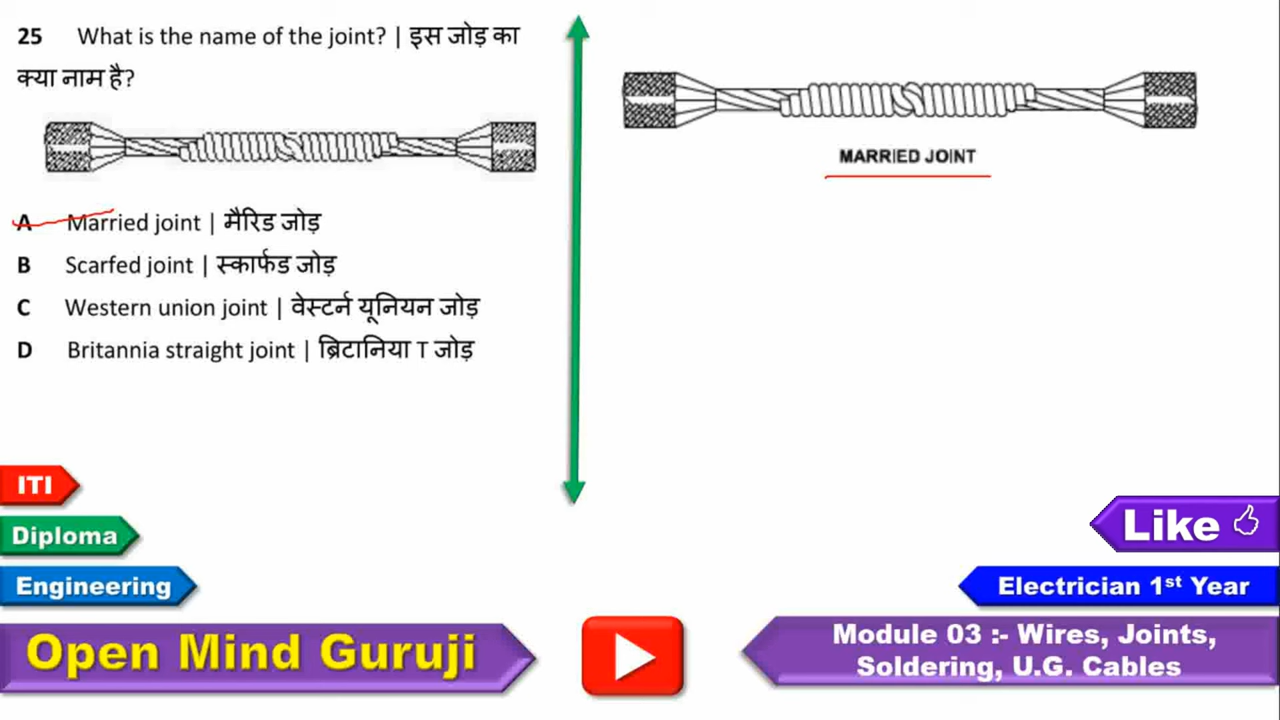 25 What is the name of the joint? | इस जोड़ का
क्या नाम है?
A Married joint | मैरिड जोड़
B Scarfed joint | स्कार्फड जोड़
C Western union joint | वेस्टर्न यूनियन जोड़
D Britannia straight joint | ब्रिटानिया T जोड़
MARRIED JOINT
ITI
Diploma
Engineering
Open Mind Guruji
Like
Electrician 1st Year
Module 03 :- Wires, Joints,
Soldering, U.G. Cables